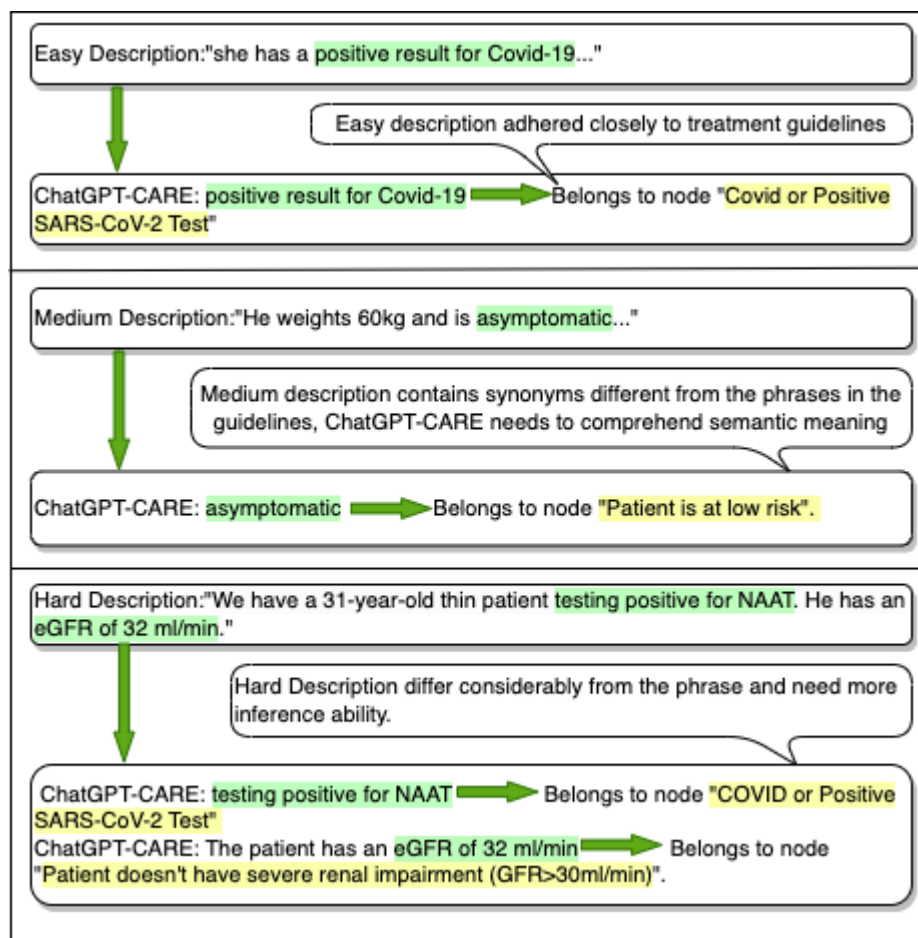 Easy Description:"she has a positive result for Covid-19..."
Easy description adhered closely to treatment guidelines
ChatGPT-CARE: positive result for Covid-19 Belongs to node "Covid or Positive
SARS-CoV-2 Test"
Medium Description:"He weights 60kg and is asymptomatic..."
Medium description contains synonyms different from the phrases in the
guidelines, ChatGPT-CARE needs to comprehend semantic meaning
ChatGPT-CARE: asymptomatic Belongs to node "Patient is at low risk".
Hard Description:"We have a 31-year-old thin patient testing positive for NAAT. He has an
eGFR of 32 ml/min."
Hard Description differ considerably from the phrase and need more
inference ability.
ChatGPT-CARE: testing positive for NAAT Belongs to node "COVID or Positive
SARS-CoV-2 Test"
ChatGPT-CARE: The patient has an eGFR of 32 ml/min Belongs to node
"Patient doesn't have severe renal impairment (GFR>30ml/min)".